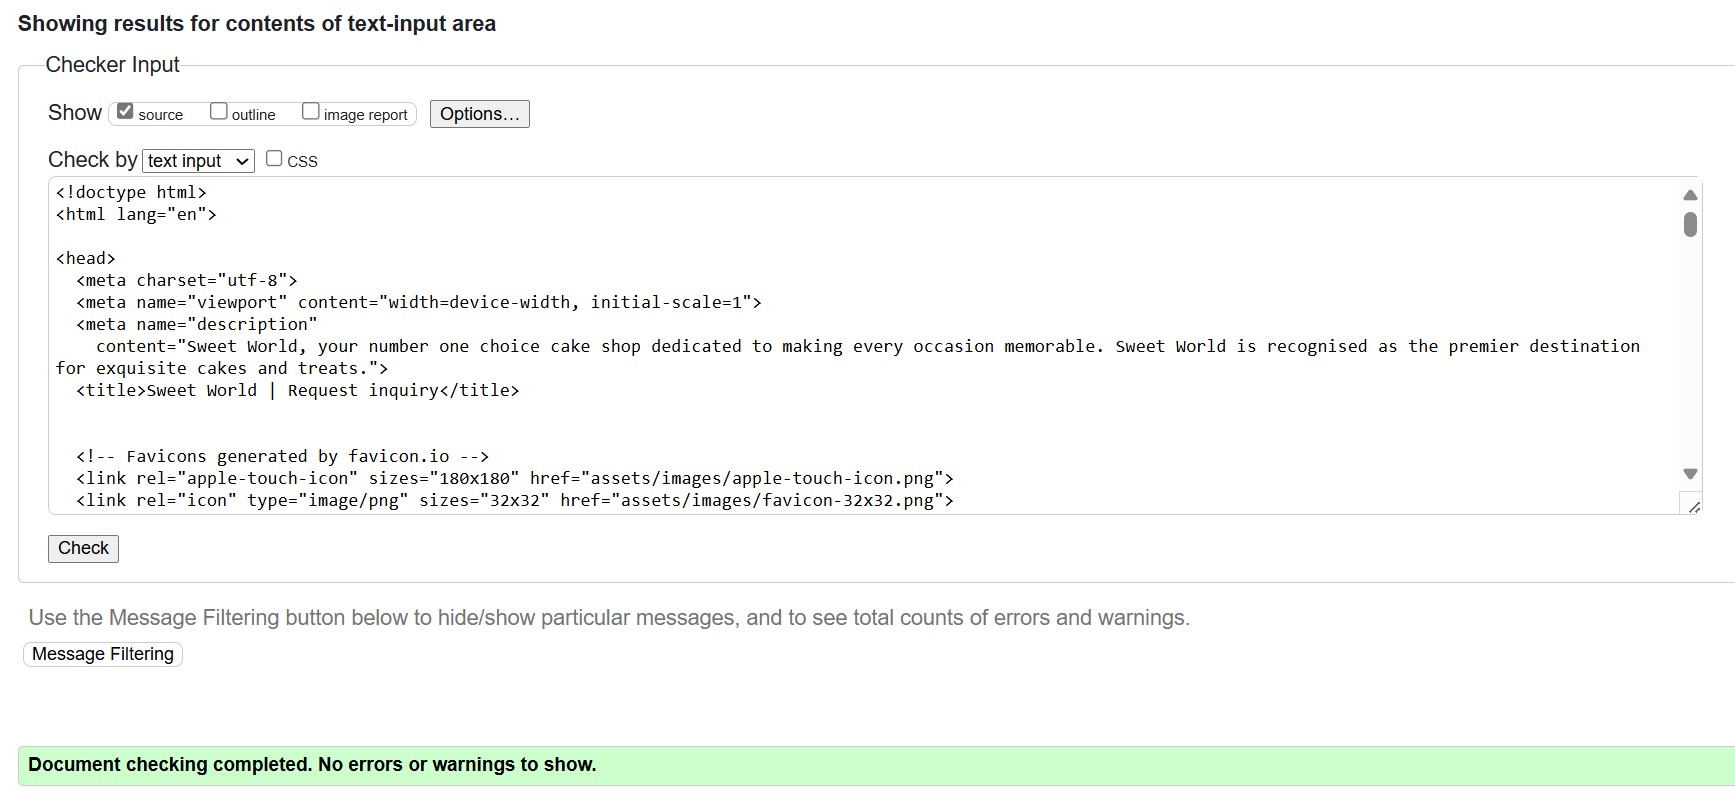 Showing results for contents of text-input area
Checker Input
Show source outline image report Options...
Check by text input CSS
<!doctype html>
<html lang="en">
<head>
<meta charset="utf-8">
<meta name="viewport" content="width=device-width, initial-scale=1">
<meta name="description"
content="Sweet World, your number one choice cake shop dedicated to making every occasion memorable. Sweet World is recognised as the premier destination
for exquisite cakes and treats.">
<title>Sweet World | Request inquiry</title>
<!-- Favicons generated by favicon.io -->
<link rel="apple-touch-icon" sizes="180x180" href="assets/images/apple-touch-icon.png">
<link rel="icon" type="image/png" sizes="32x32" href="assets/images/favicon-32x32.png">
Check
Use the Message Filtering button below to hide/show particular messages, and to see total counts of errors and warnings.
Message Filtering
Document checking completed. No errors or warnings to show.